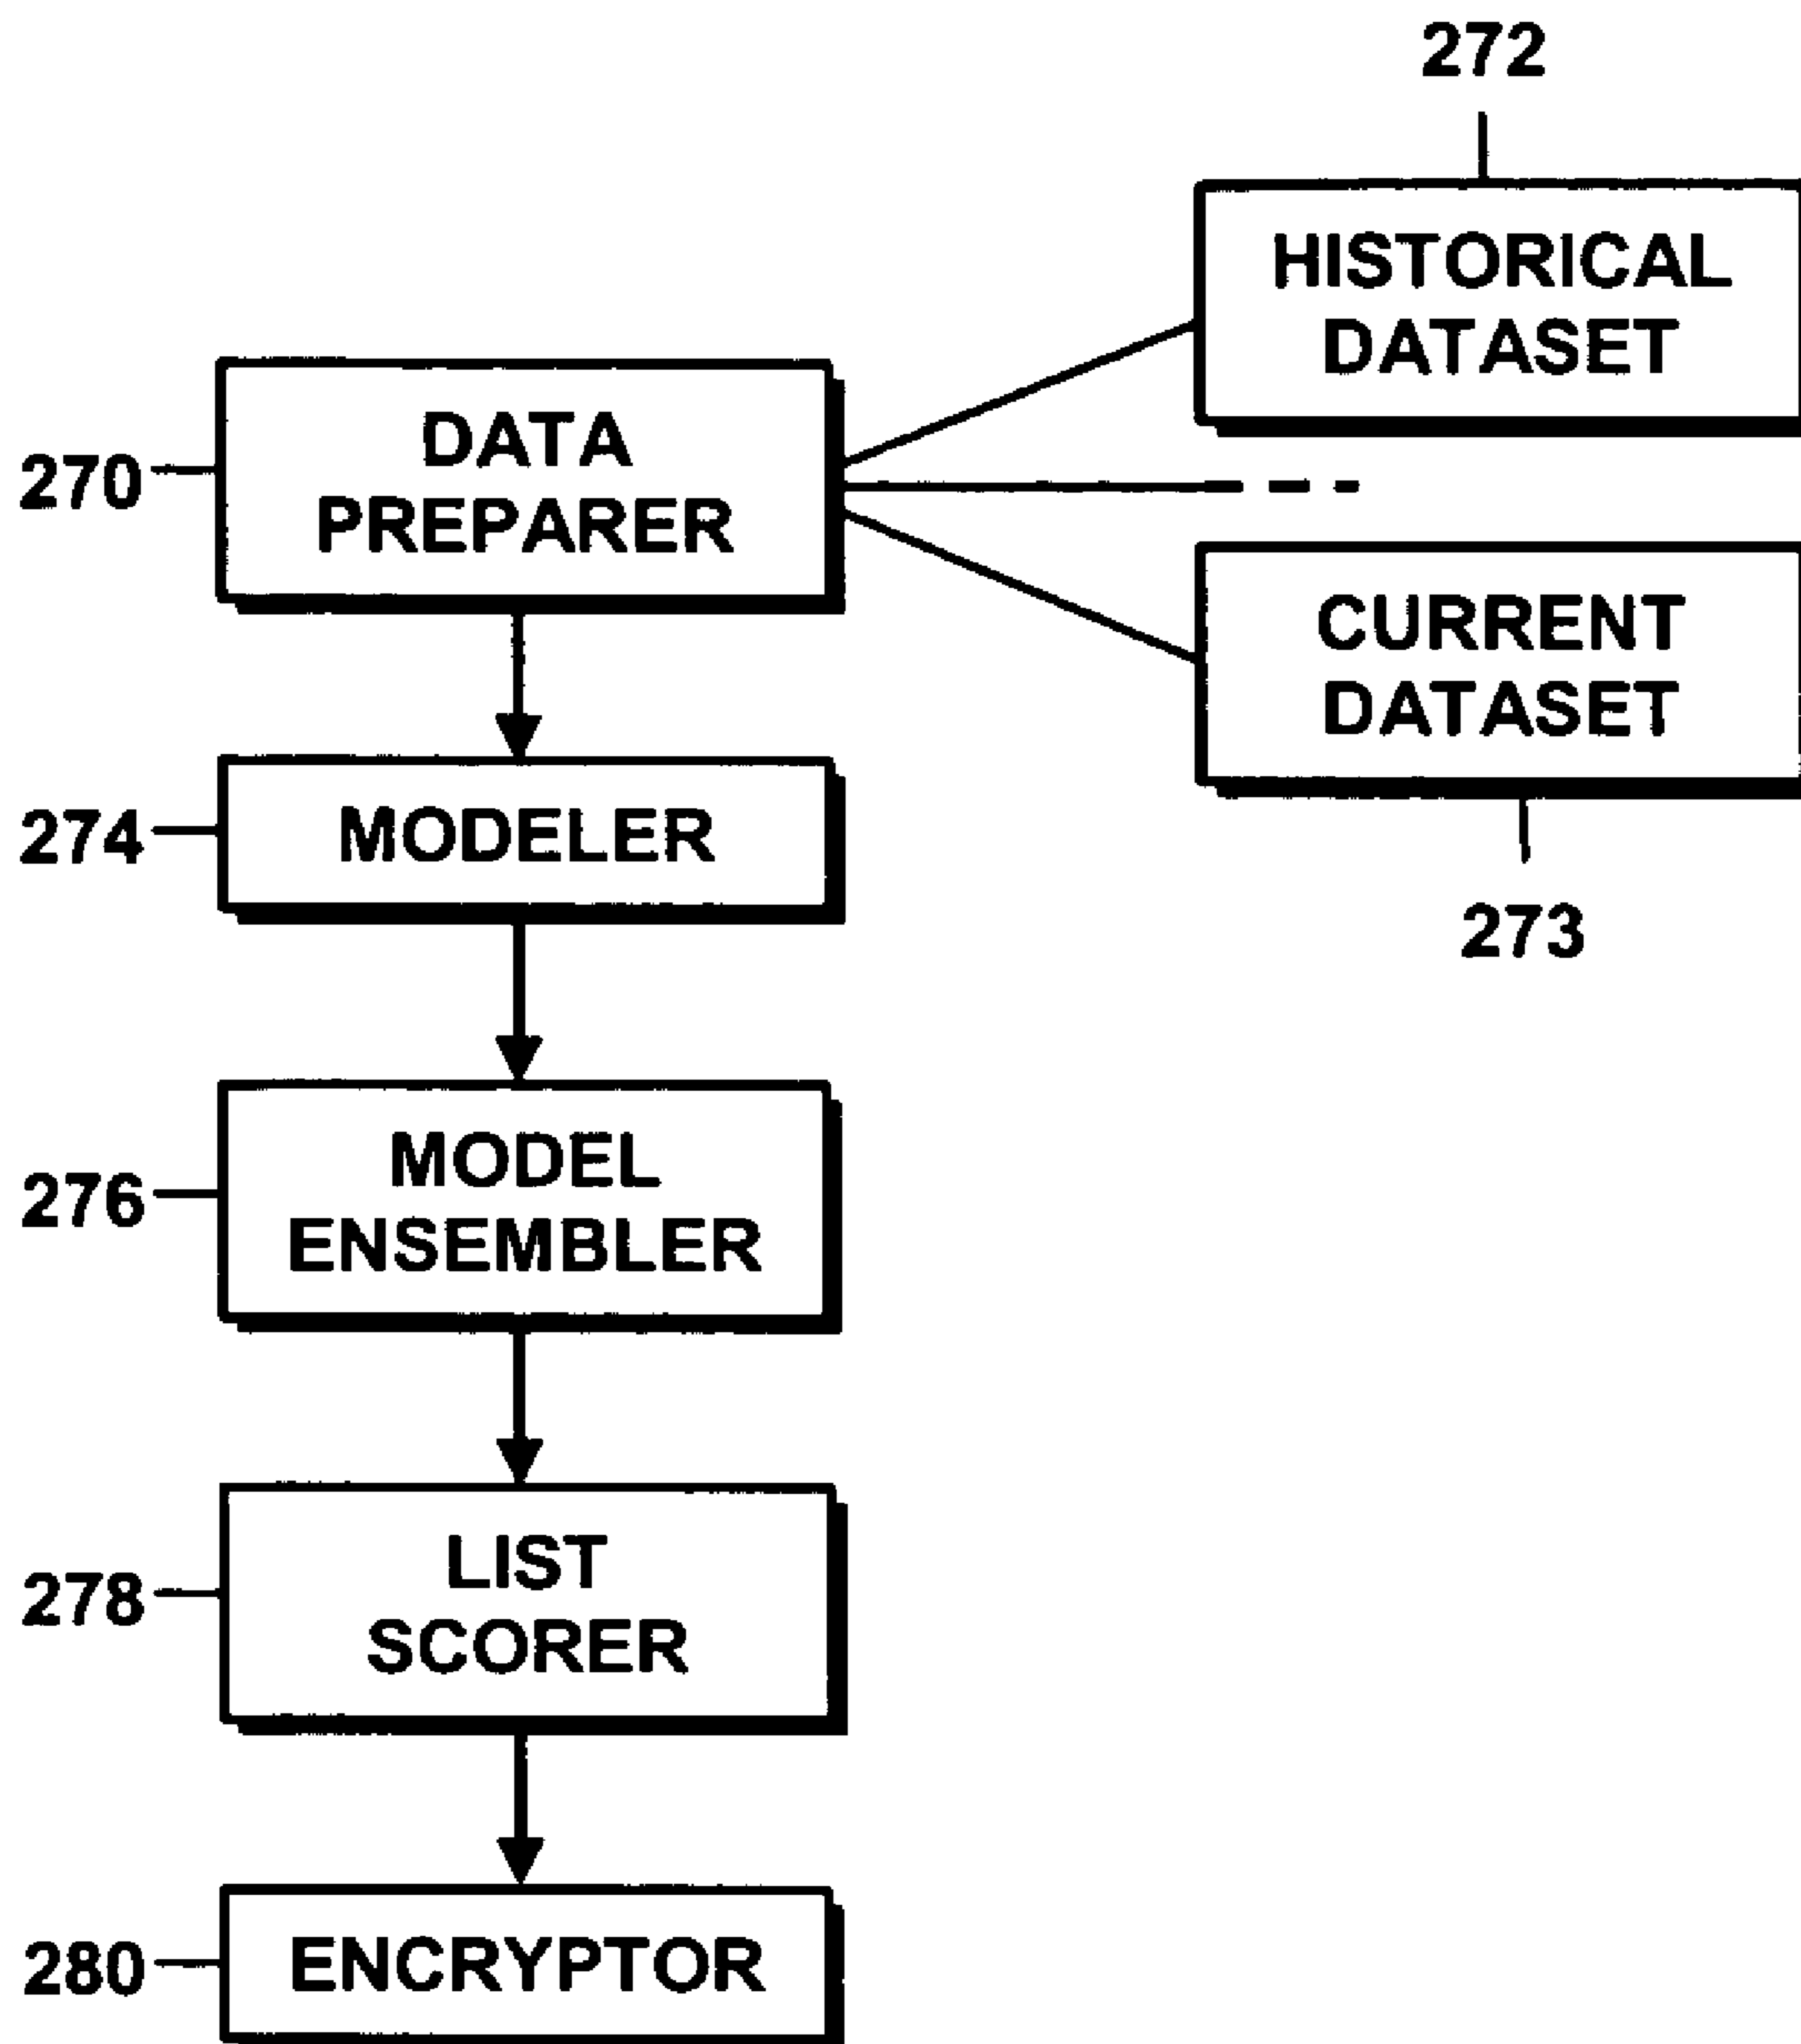 272
HISTORICAL
DATASET
270
DATA
PREPARER
CURRENT
DATASET
273
274
MODELER
276
MODEL
ENSEMBLER
278
LIST
SCORER
280
ENCRYPTOR